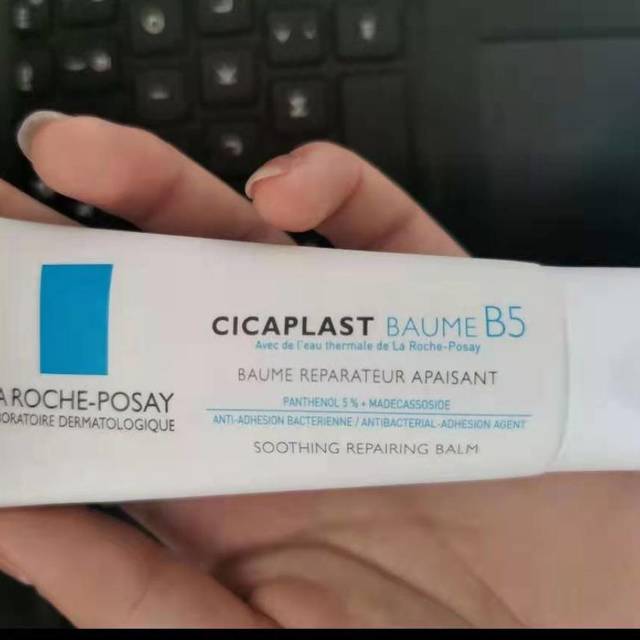 CICAPLAST BAUME B5
Avec de l'eau thermale de La Roche-Posay
BAUME REPARATEUR APAISANT
PANTHENOL 5% + MADECASSOSIDE
ANTI-ADHESION BACTERIENNE / ANTIBACTERIAL-ADHESION AGENT
SOOTHING REPAIRING BALM
A ROCHE-POSAY
BORATOIRE DERMATOLOGIQUE